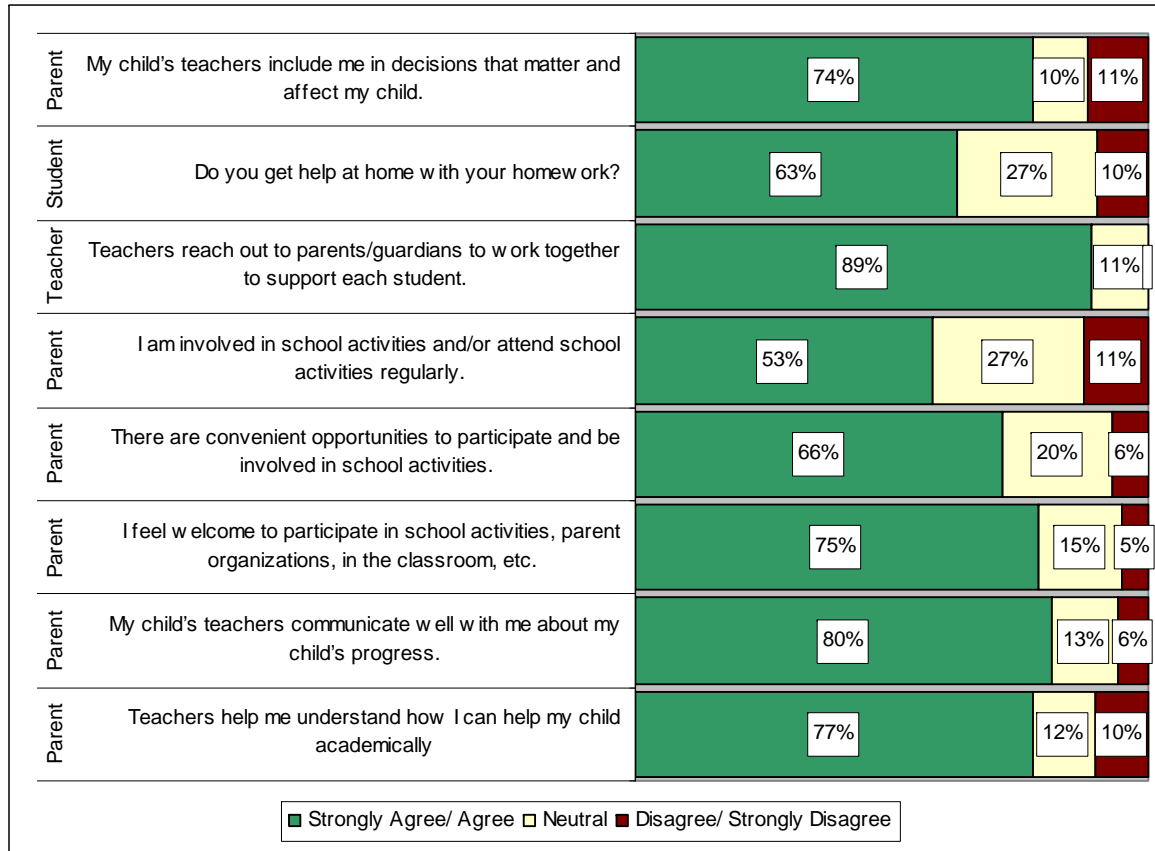 Parent
My child’s teachers include me in decisions that matter and
affect my child.
74%
10%
11%
Student
Do you get help at home with your homework?
63%
27%
10%
Teacher
Teachers reach out to parents/guardians to work together
to support each student.
89%
11%
Parent
I am involved in school activities and/or attend school
activities regularly.
53%
27%
11%
Parent
There are convenient opportunities to participate and be
involved in school activities.
66%
20%
6%
Parent
I feel welcome to participate in school activities, parent
organizations, in the classroom, etc.
75%
15%
5%
Parent
My child’s teachers communicate well with me about my
child’s progress.
80%
13%
6%
Parent
Teachers help me understand how I can help my child
academically
77%
12%
10%
Strongly Agree/ Agree Neutral Disagree/ Strongly Disagree